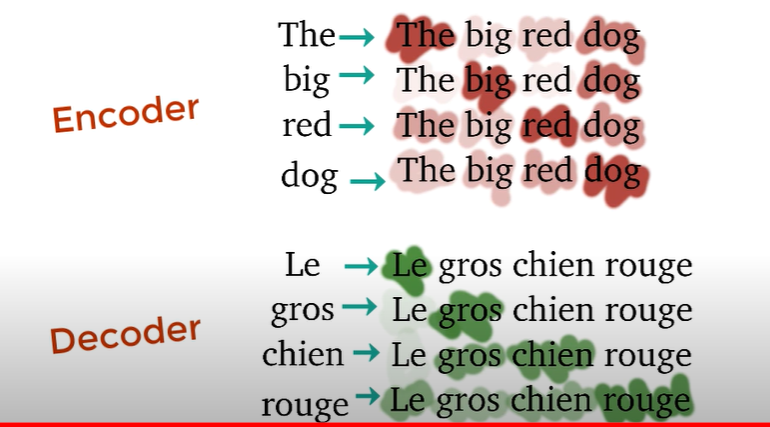 Encoder
The → The big red dog
big → The big red dog
red → The big red dog
dog → The big red dog
Decoder
Le → Le gros chien rouge
gros → Le gros chien rouge
chien → Le gros chien rouge
rouge → Le gros chien rouge